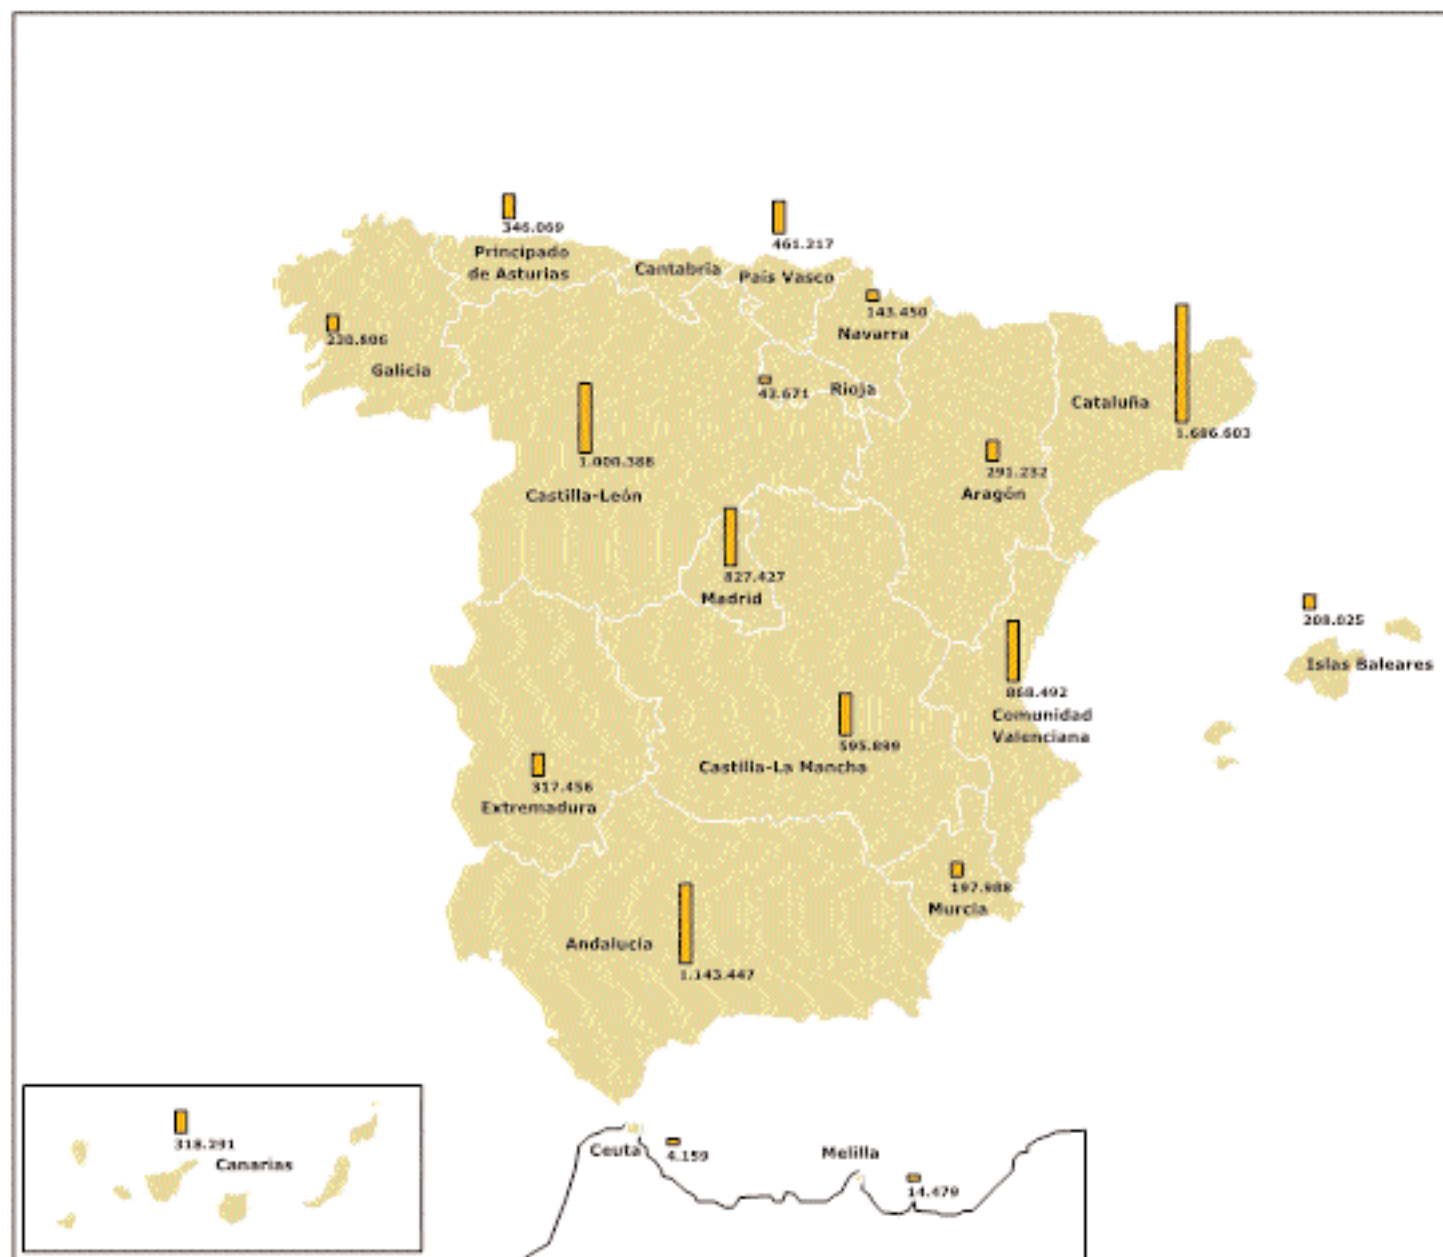 346.069
461.217
Principado
de Asturias
Cantabria
País Vasco
143.450
Navarra
Galicia
43.671
Rioja
Cataluña
1.686.603
Castilla-León
291.232
Aragón
827.427
Madrid
208.025
Islas Baleares
868.492
Comunidad
Valenciana
Castilla-La Mancha
317.456
Extremadura
197.988
Murcia
Andalucía
1.143.447
318.291
Canarias
Ceuta
4.159
Melilla
14.479